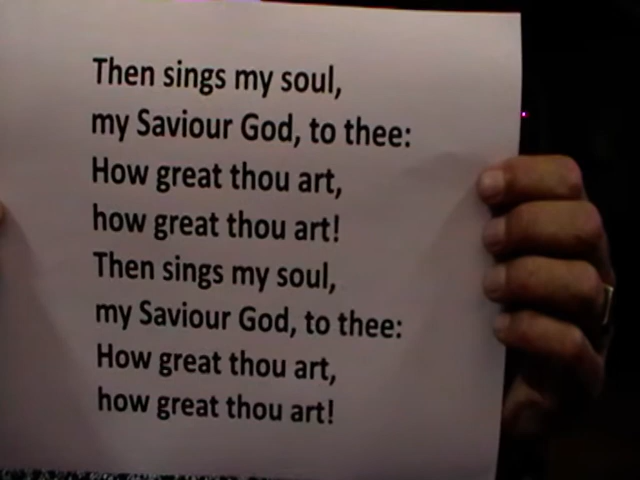 Then sings my soul,
my Saviour God, to thee:
How great thou art,
how great thou art!
Then sings my soul,
my Saviour God, to thee:
How great thou art,
how great thou art!